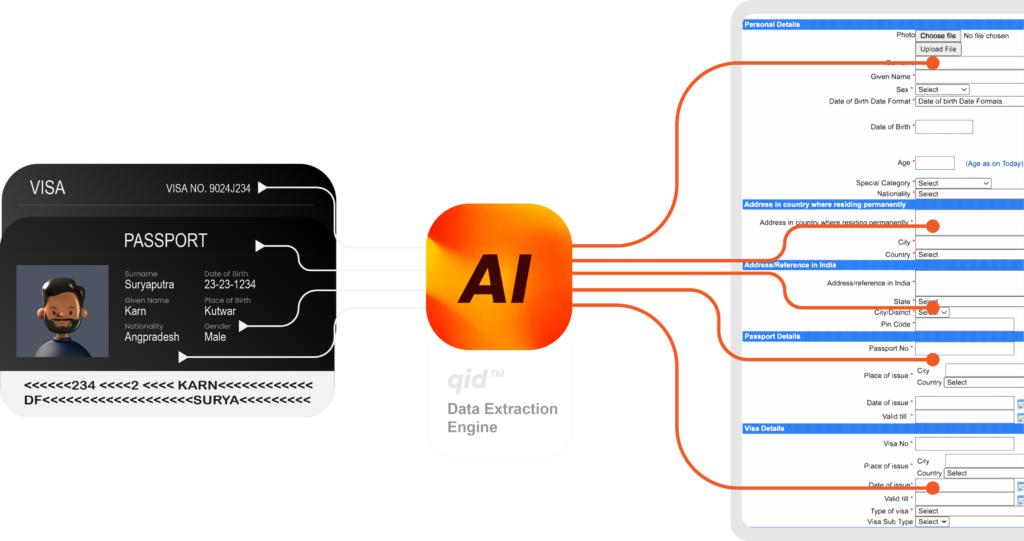 VISA
VISA NO. 9024J234
PASSPORT
Surname
Suryaputra
Date of Birth
23-23-1234
Given Name
Karn
Place of Birth
Kutwar
Nationality
Angpradesh
Gender
Male
<<<<<<234 <<<<2 <<<< KARN<<<<<<<<<<<<
DF<<<<<<<<<<<<<<<<<<<SURYA<<<<<<<<<
AI
qid™
Data Extraction
Engine
Personal Details
Photo Choose file No file chosen
Upload File
Surname
Given Name *
Sex * Select
Date of Birth Date Format * Date of birth Date Formats
Date of Birth *
Age * (Age as on Today)
Special Category * Select
Nationality * Select
Address in country where residing permanently
Address in country where residing permanently *
City *
Country * Select
Address/Reference in India
Address/reference in India *
State * Select
City/Disinct * Select
Pin Code *
Passport Details
Passport No *
Place of issue * City
Country Select
Date of issue *
Valid till *
Visa Details
Visa No *
Place of issue * City
Country Select
Date of issue *
Valid till *
Type of visa * Select
Visa Sub Type Select